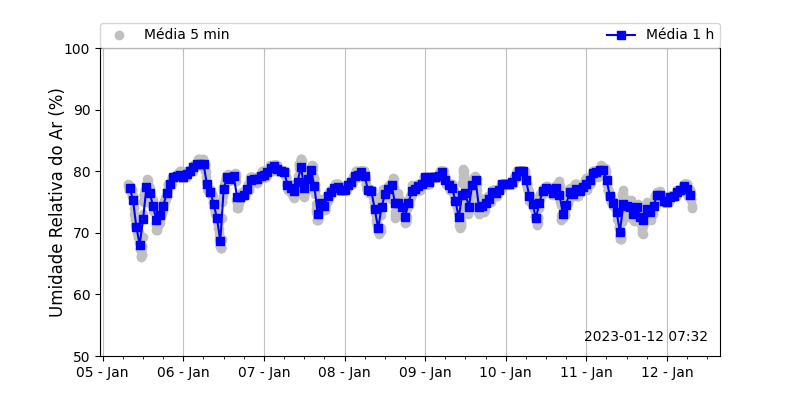 Média 5 min
Média 1 h
Umidade Relativa do Ar (%)
100
90
80
70
60
50
2023-01-12 07:32
05 - Jan
06 - Jan
07 - Jan
08 - Jan
09 - Jan
10 - Jan
11 - Jan
12 - Jan